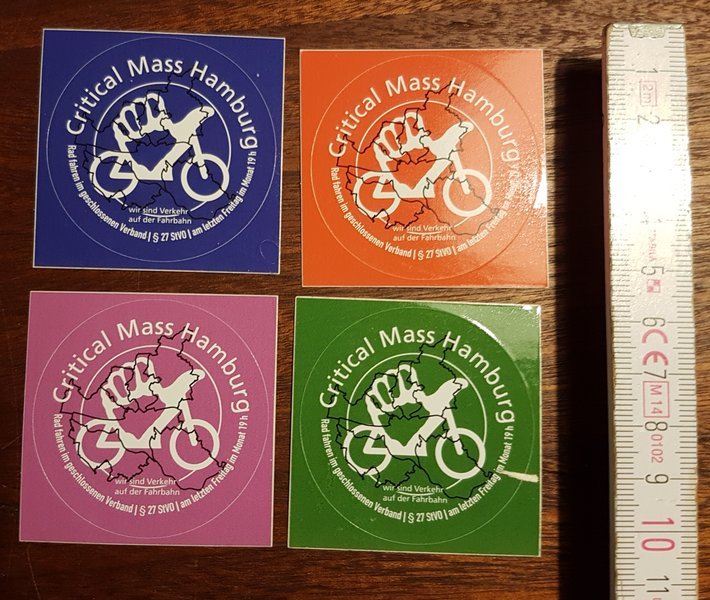 Critical Mass Hamburg
wir sind Verkehr
auf der Fahrbahn
Rad fahren im geschlossenen Verband | § 27 StVO | am letzten Freitag im Monat 19 h
Critical Mass Hamburg
wir sind Verkehr
auf der Fahrbahn
Rad fahren im geschlossenen Verband | § 27 StVO | am letzten Freitag im Monat 19 h
Critical Mass Hamburg
wir sind Verkehr
auf der Fahrbahn
Rad fahren im geschlossenen Verband | § 27 StVO | am letzten Freitag im Monat 19 h
Critical Mass Hamburg
wir sind Verkehr
auf der Fahrbahn
Rad fahren im geschlossenen Verband | § 27 StVO | am letzten Freitag im Monat 19 h
1
2m
2
5
6
CE
7
M14
8
0102
9
10
11